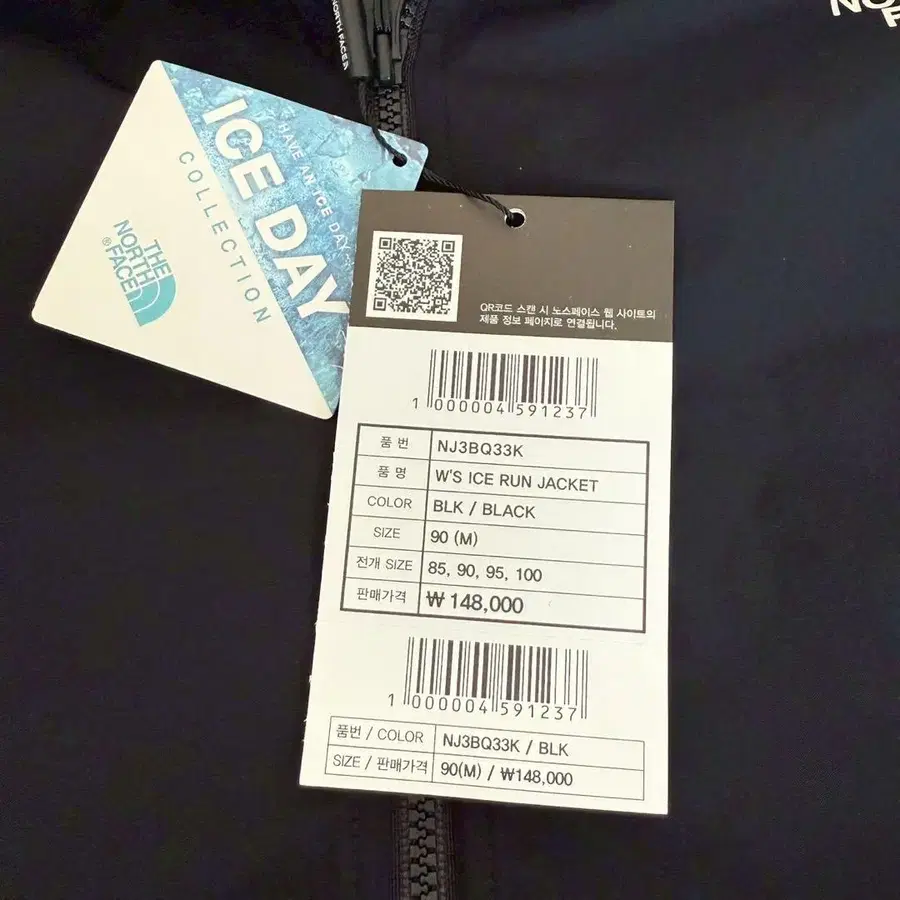 NORTH FACE
NO
ICE DAY
HAVE AN ICE DAY
COLLECTION
THE
NORTH
FACE®
QR코드 스캔 시 노스페이스 웹 사이트의
제품 정보 페이지로 연결됩니다.
1 000004 591237
품 번 NJ3BQ33K
품 명 W'S ICE RUN JACKET
COLOR BLK / BLACK
SIZE 90 (M)
전개 SIZE 85, 90, 95, 100
판매가격 ₩ 148,000
1 000004 591237
품번 / COLOR NJ3BQ33K / BLK
SIZE / 판매가격 90(M) / ₩148,000